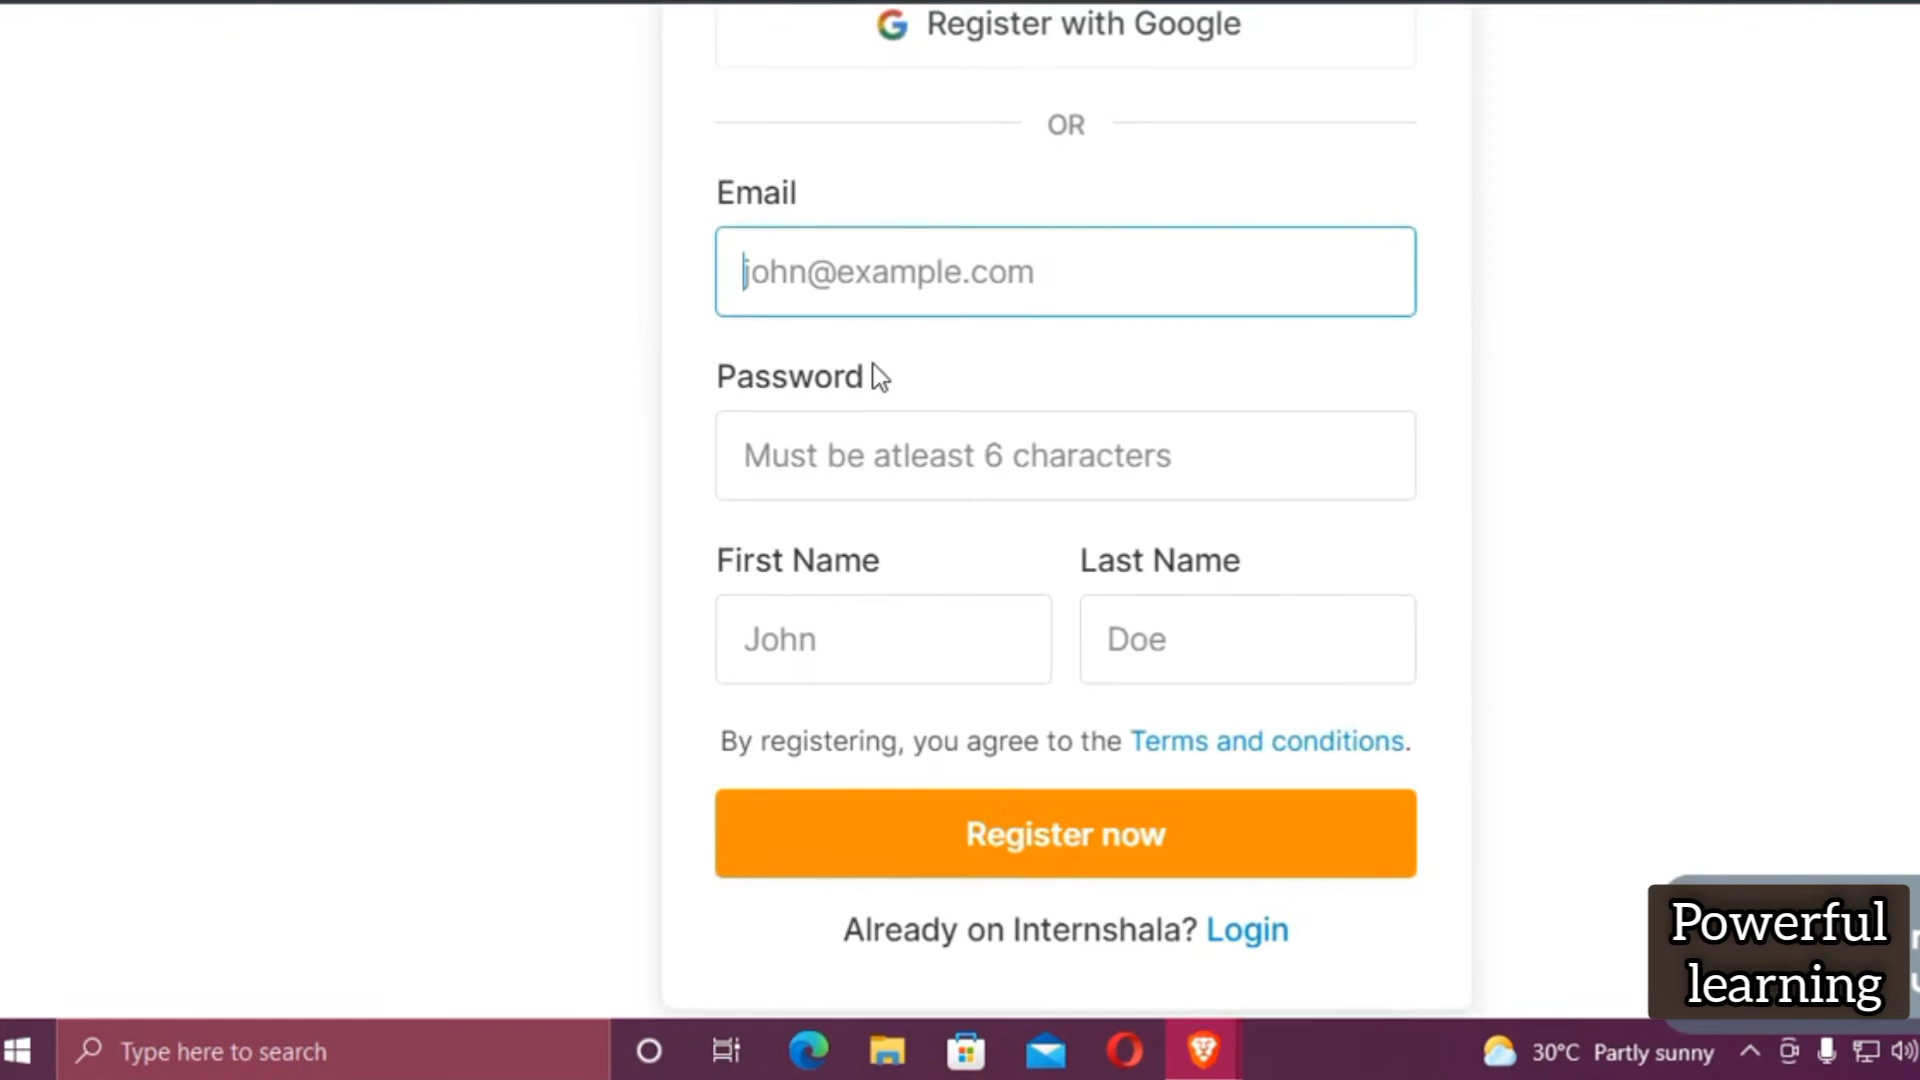 Register with Google
OR
Email
john@example.com
Password
Must be atleast 6 characters
First Name
Last Name
John
Doe
By registering, you agree to the Terms and conditions.
Register now
Already on Internshala? Login
Powerful
learning
Type here to search
30°C Partly sunny